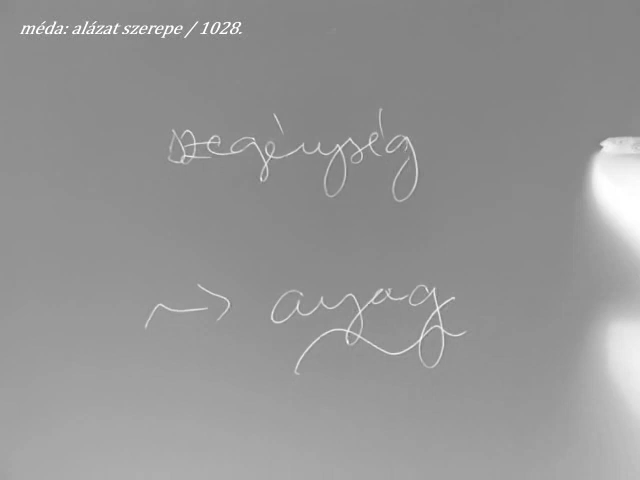 méda: alázat szerepe / 1028.
szegénység
~> anyag